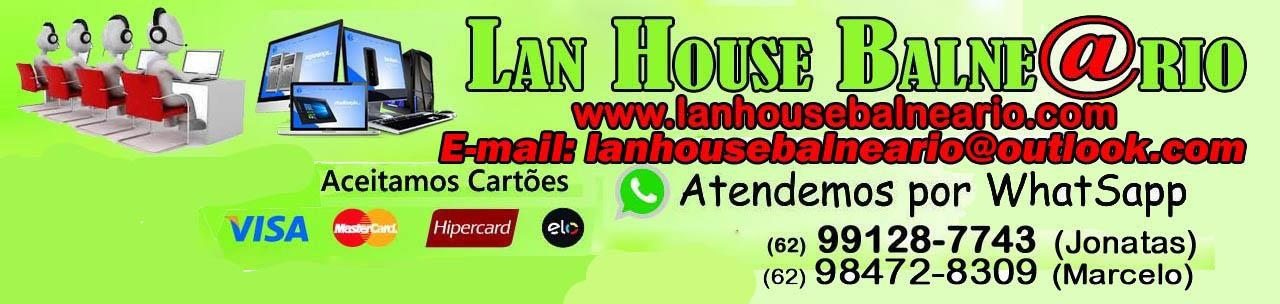 LAN HOUSE BALNE@RIO
www.lanhousebalneario.com
E-mail: lanhousebalneario@outlook.com
Aceitamos Cartões
Atendemos por WhatSapp
VISA MasterCard. Hipercard elo
(62) 99128-7743 (Jonatas)
(62) 98472-8309 (Marcelo)